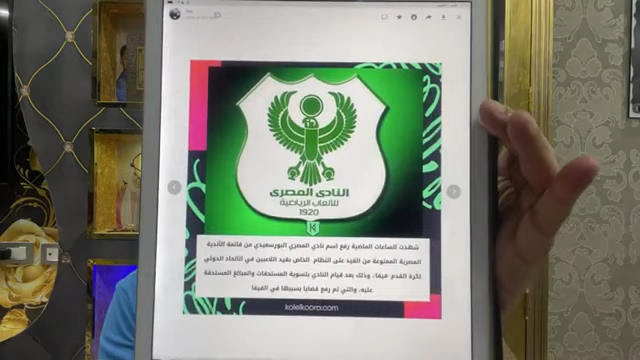 النادى المصرى
للألعاب الرياضية
1920
شهدت الساعات الماضية رفع اسم نادي المصري البورسعيدي من قائمة الأندية
المصرية الممنوعة من القيد على النظام الخاص بقيد اللاعبين في الاتحاد الدولي
لكرة القدم "فيفا"، وذلك بعد قيام النادي بتسوية المستحقات والمبالغ المستحقة
عليه، والتي تم رفع قضايا بسببها في الفيفا
kolelkoora.com